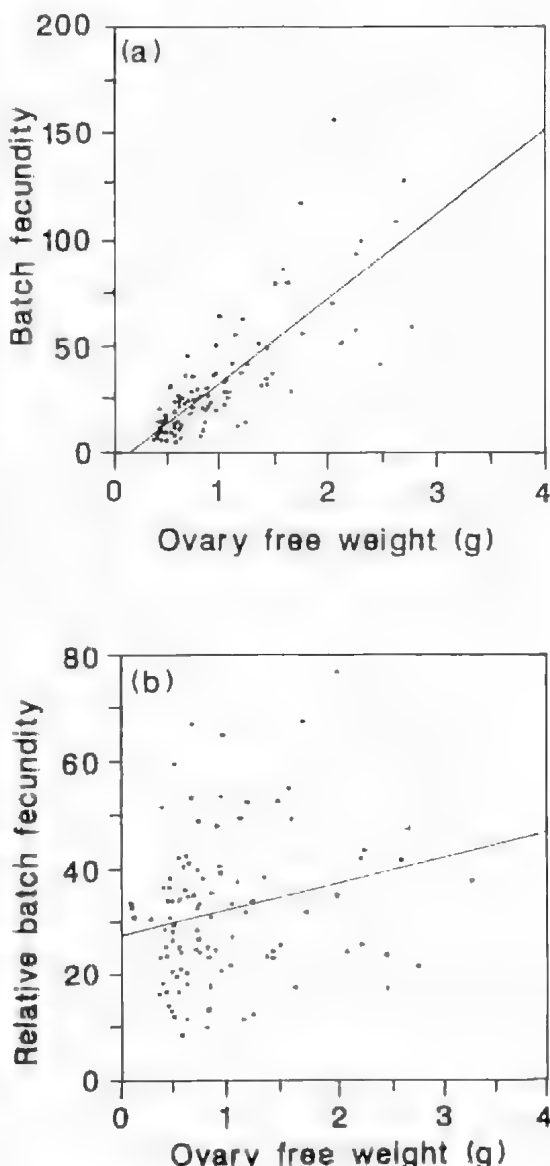 200
(a)
150
100
50
0
Batch fecundity
0 1 2 3 4
Ovary free weight (g)
80
(b)
60
40
20
0
Relative batch fecundity
0 1 2 3 4
Ovary free weight (g)